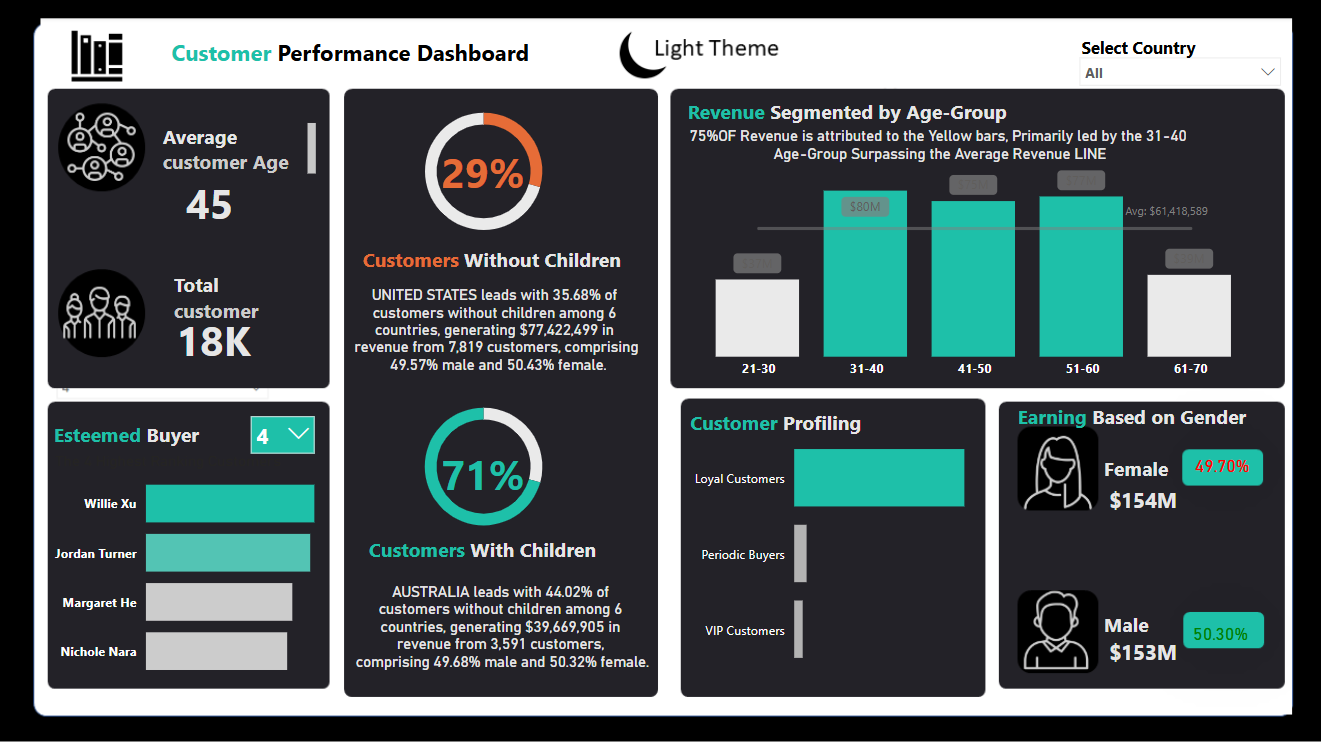 Customer Performance Dashboard
Light Theme
Select Country
All
Average
customer Age
45
Total
customer
18K
29%
Customers Without Children
UNITED STATES leads with 35.68% of
customers without children among 6
countries, generating $77,422,499 in
revenue from 7,819 customers, comprising
49.57% male and 50.43% female.
71%
Customers With Children
AUSTRALIA leads with 44.02% of
customers without children among 6
countries, generating $39,669,905 in
revenue from 3,591 customers,
comprising 49.68% male and 50.32% female.
Revenue Segmented by Age-Group
75%OF Revenue is attributed to the Yellow bars, Primarily led by the 31-40
Age-Group Surpassing the Average Revenue LINE
$80M
Avg: $61,418,589
21-30
31-40
41-50
51-60
61-70
Esteemed Buyer
4
Willie Xu
Jordan Turner
Margaret He
Nichole Nara
Customer Profiling
Loyal Customers
Periodic Buyers
VIP Customers
Earning Based on Gender
Female
49.70%
$154M
Male
50.30%
$153M